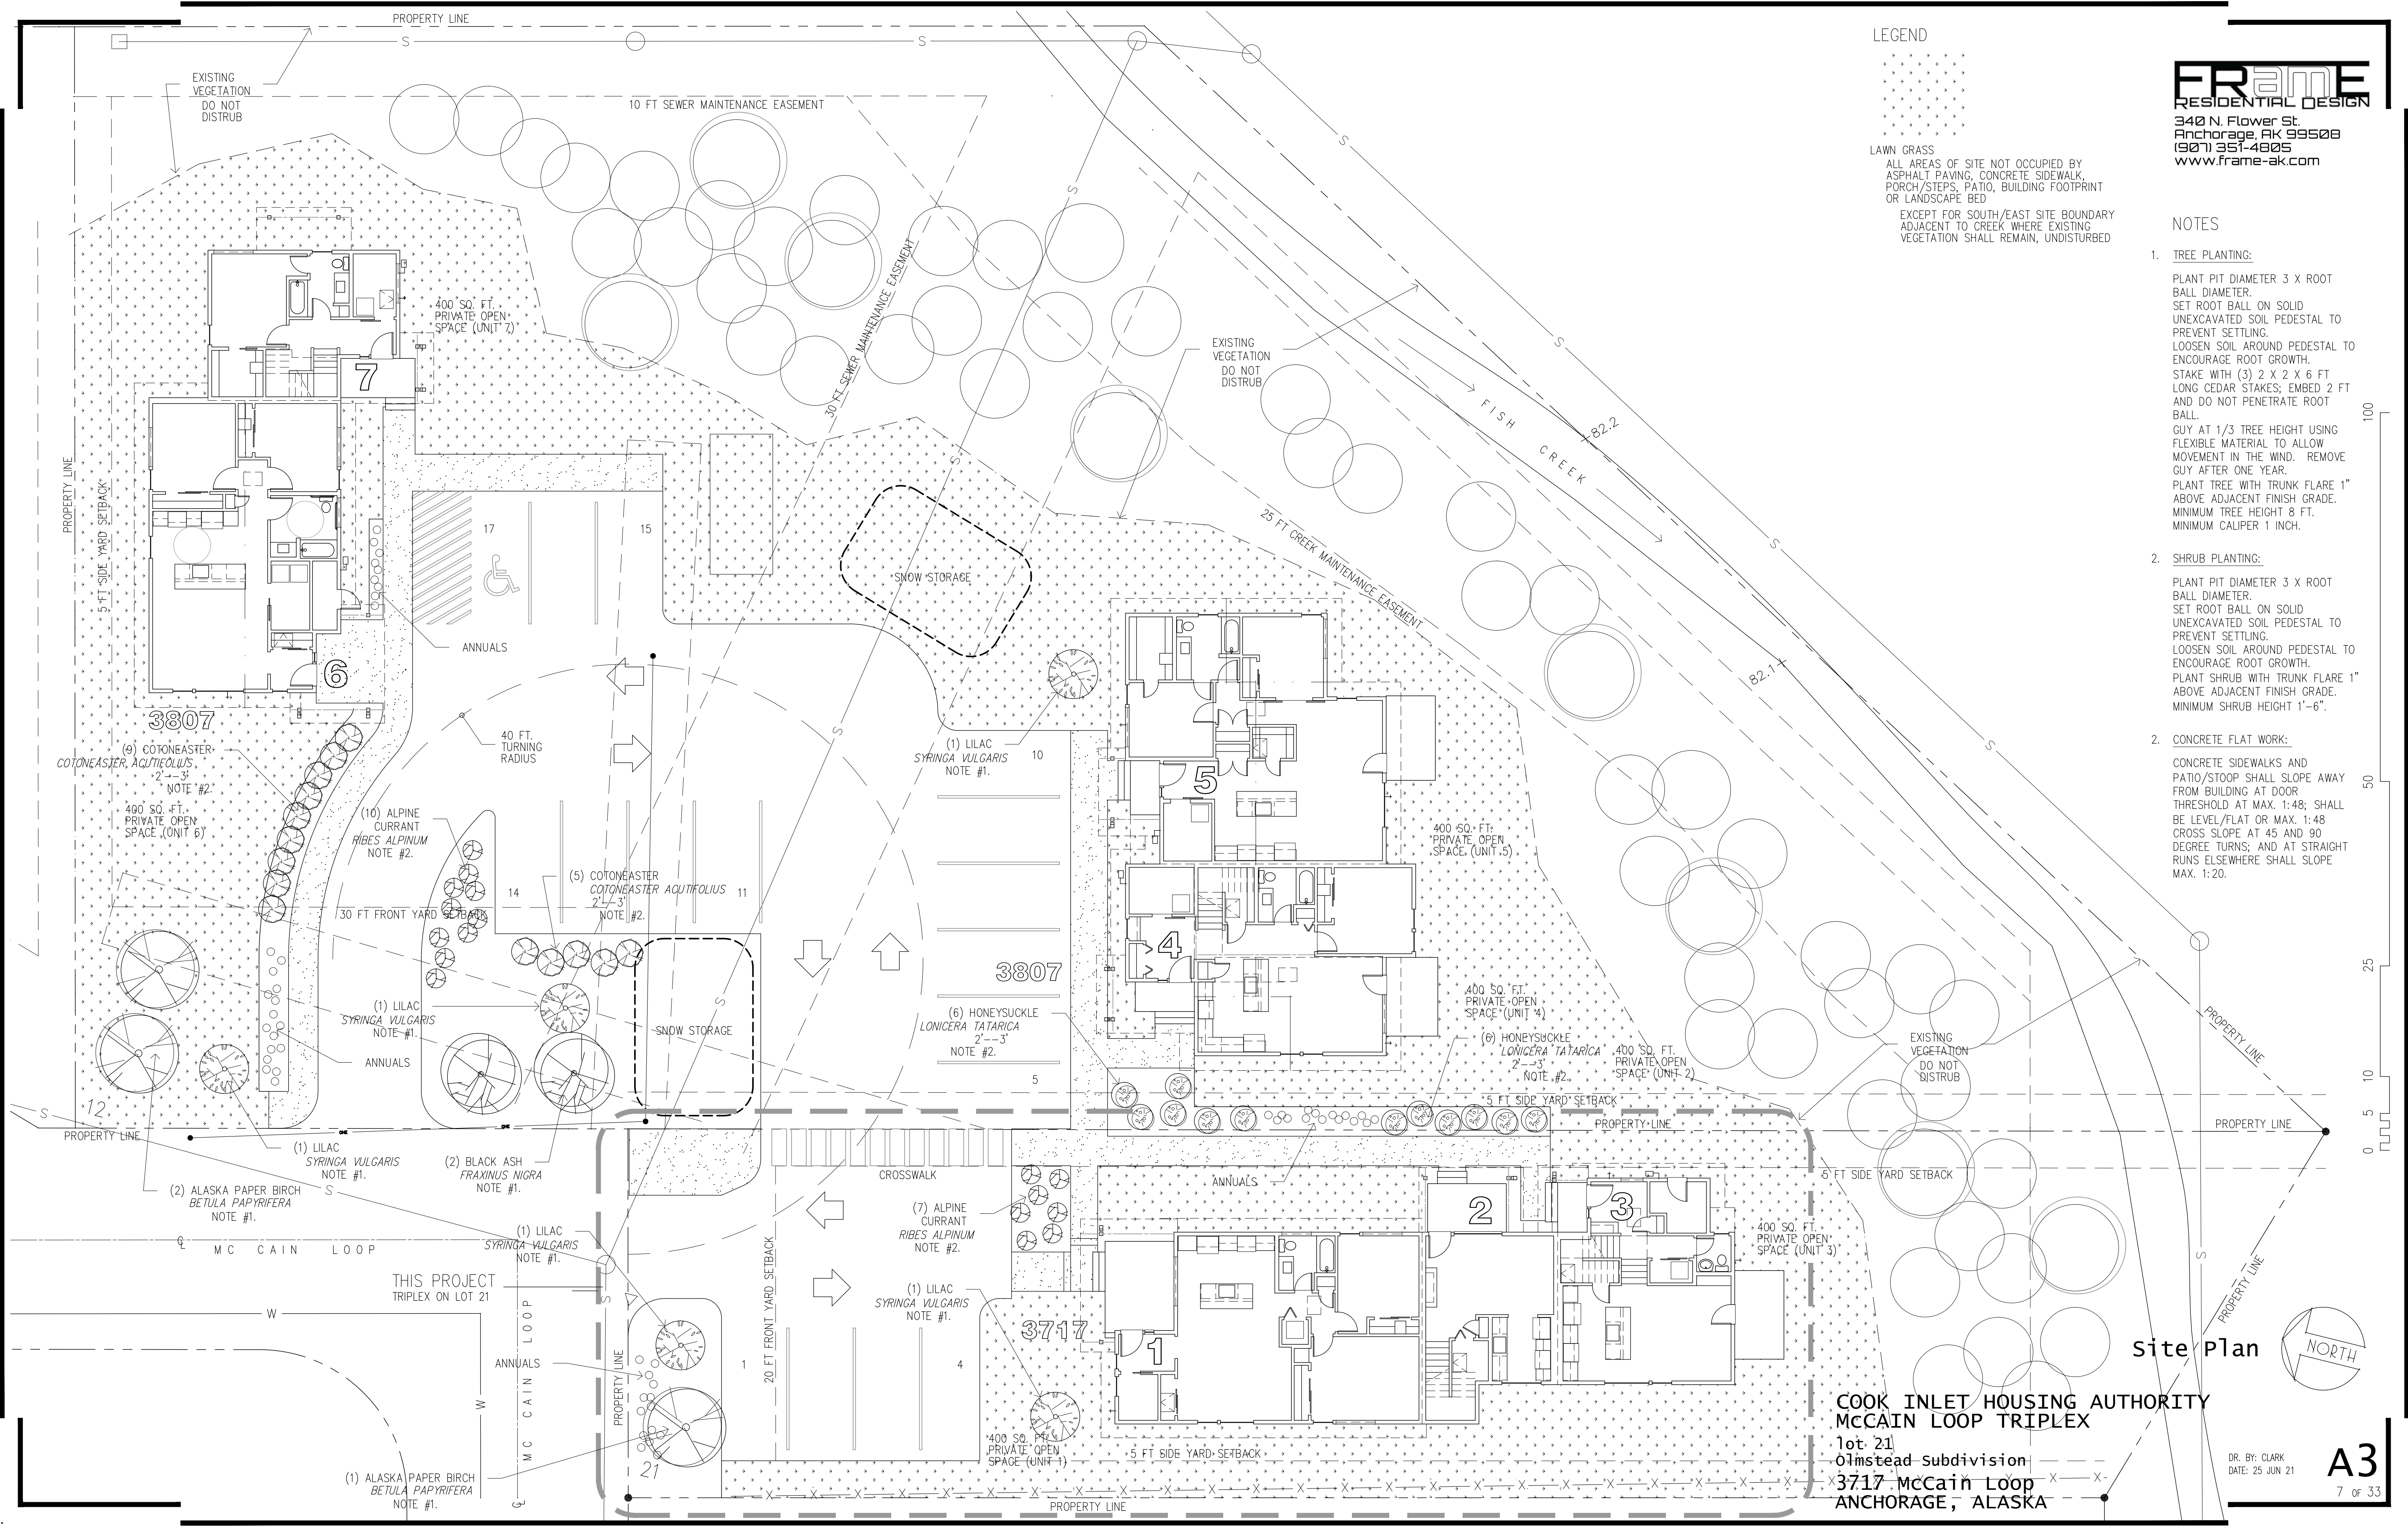 PROPERTY LINE
S
S
EXISTING
VEGETATION
DO NOT
DISTRUB
10 FT SEWER MAINTENANCE EASEMENT
S
S
30 FT SEWER MAINTENANCE EASEMENT
400 SQ. FT.
PRIVATE OPEN
SPACE (UNIT 7)
7
PROPERTY LINE
5 FT SIDE YARD SETBACK
17
15
S
SNOW STORAGE
ANNUALS
6
3807
(9) COTONEASTER
COTONEASTER ACUTIFOLIUS
2'--3'
NOTE #2.
400 SQ. FT.
PRIVATE OPEN
SPACE (UNIT 6)
40 FT.
TURNING
RADIUS
S
(10) ALPINE
CURRANT
RIBES ALPINUM
NOTE #2.
14
(5) COTONEASTER
COTONEASTER ACUTIFOLIUS
2'--3'
NOTE #2.
11
30 FT FRONT YARD SETBACK
(1) LILAC
SYRINGA VULGARIS
NOTE #1.
10
EXISTING
VEGETATION
DO NOT
DISTRUB
FISH CREEK
82.2
82.1
S
S
S
25 FT CREEK MAINTENANCE EASEMENT
5
400 SQ. FT.
PRIVATE OPEN
SPACE (UNIT 5)
4
3807
400 SQ. FT.
PRIVATE OPEN
SPACE (UNIT 4)
(6) HONEYSUCKLE
LONICERA TATARICA
2'--3'
NOTE #2.
(6) HONEYSUCKLE
LONICERA TATARICA
2'--3'
NOTE #2.
400 SQ. FT.
PRIVATE OPEN
SPACE (UNIT 2)
5
(1) LILAC
SYRINGA VULGARIS
NOTE #1.
S
SNOW STORAGE
ANNUALS
S
12
PROPERTY LINE
(1) LILAC
SYRINGA VULGARIS
NOTE #1.
(2) BLACK ASH
FRAXINUS NIGRA
NOTE #1.
(2) ALASKA PAPER BIRCH
BETULA PAPYRIFERA
NOTE #1.
S
CROSSWALK
5 FT SIDE YARD SETBACK
PROPERTY LINE
ANNUALS
EXISTING
VEGETATION
DO NOT
DISTRUB
PROPERTY LINE
PROPERTY LINE
5 FT SIDE YARD SETBACK
S
PROPERTY LINE
MC CAIN LOOP
(1) LILAC
SYRINGA VULGARIS
NOTE #1.
THIS PROJECT
TRIPLEX ON LOT 21
S
W
W
MC CAIN LOOP
(7) ALPINE
CURRANT
RIBES ALPINUM
NOTE #2.
20 FT FRONT YARD SETBACK
(1) LILAC
SYRINGA VULGARIS
NOTE #1.
3717
1
2
3
400 SQ. FT.
PRIVATE OPEN
SPACE (UNIT 3)
ANNUALS
PROPERTY LINE
1
4
(1) ALASKA PAPER BIRCH
BETULA PAPYRIFERA
NOTE #1.
21
400 SQ. FT.
PRIVATE OPEN
SPACE (UNIT 1)
5 FT SIDE YARD SETBACK
X X X X X X X X X X X X X X X X X X X X X
PROPERTY LINE
LEGEND
LAWN GRASS
ALL AREAS OF SITE NOT OCCUPIED BY
ASPHALT PAVING, CONCRETE SIDEWALK,
PORCH/STEPS, PATIO, BUILDING FOOTPRINT
OR LANDSCAPE BED
EXCEPT FOR SOUTH/EAST SITE BOUNDARY
ADJACENT TO CREEK WHERE EXISTING
VEGETATION SHALL REMAIN, UNDISTURBED
FRamE
RESIDENTIAL DESIGN
340 N. Flower St.
Anchorage, AK 99508
(907) 351-4805
www.frame-ak.com
NOTES
1. TREE PLANTING:
PLANT PIT DIAMETER 3 X ROOT
BALL DIAMETER.
SET ROOT BALL ON SOLID
UNEXCAVATED SOIL PEDESTAL TO
PREVENT SETTLING.
LOOSEN SOIL AROUND PEDESTAL TO
ENCOURAGE ROOT GROWTH.
STAKE WITH (3) 2 X 2 X 6 FT
LONG CEDAR STAKES; EMBED 2 FT
AND DO NOT PENETRATE ROOT
BALL.
GUY AT 1/3 TREE HEIGHT USING
FLEXIBLE MATERIAL TO ALLOW
MOVEMENT IN THE WIND. REMOVE
GUY AFTER ONE YEAR.
PLANT TREE WITH TRUNK FLARE 1"
ABOVE ADJACENT FINISH GRADE.
MINIMUM TREE HEIGHT 8 FT.
MINIMUM CALIPER 1 INCH.
2. SHRUB PLANTING:
PLANT PIT DIAMETER 3 X ROOT
BALL DIAMETER.
SET ROOT BALL ON SOLID
UNEXCAVATED SOIL PEDESTAL TO
PREVENT SETTLING.
LOOSEN SOIL AROUND PEDESTAL TO
ENCOURAGE ROOT GROWTH.
PLANT SHRUB WITH TRUNK FLARE 1"
ABOVE ADJACENT FINISH GRADE.
MINIMUM SHRUB HEIGHT 1'-6".
2. CONCRETE FLAT WORK:
CONCRETE SIDEWALKS AND
PATIO/STOOP SHALL SLOPE AWAY
FROM BUILDING AT DOOR
THRESHOLD AT MAX. 1:48; SHALL
BE LEVEL/FLAT OR MAX. 1:48
CROSS SLOPE AT 45 AND 90
DEGREE TURNS; AND AT STRAIGHT
RUNS ELSEWHERE SHALL SLOPE
MAX. 1:20.
100
50
25
10
5
0
Site Plan
NORTH
COOK INLET HOUSING AUTHORITY
McCAIN LOOP TRIPLEX
lot 21
Olmstead Subdivision
3717 McCain Loop
ANCHORAGE, ALASKA
DR. BY: CLARK
DATE: 25 JUN 21
A3
7 OF 33